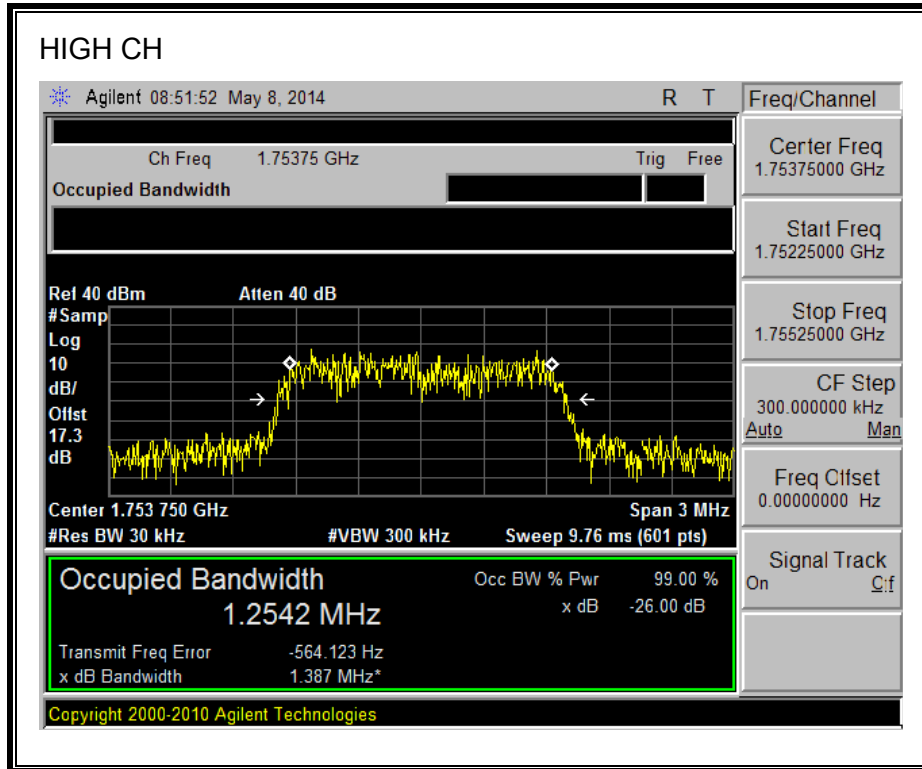 HIGH CH
Agilent 08:51:52 May 8, 2014 R T
Freq/Channel
Ch Freq 1.75375 GHz Trig Free
Occupied Bandwidth
Center Freq
1.75375000 GHz
Start Freq
1.75225000 GHz
Stop Freq
1.75525000 GHz
CF Step
300.000000 kHz
Auto Man
Freq Offset
0.00000000 Hz
Signal Track
On Off
Ref 40 dBm Atten 40 dB
#Samp
Log
10
dB/
Offst
17.3
dB
Center 1.753 750 GHz Span 3 MHz
#Res BW 30 kHz #VBW 300 kHz Sweep 9.76 ms (601 pts)
Occupied Bandwidth
1.2542 MHz
Occ BW % Pwr 99.00 %
x dB -26.00 dB
Transmit Freq Error -564.123 Hz
x dB Bandwidth 1.387 MHz*
Copyright 2000-2010 Agilent Technologies